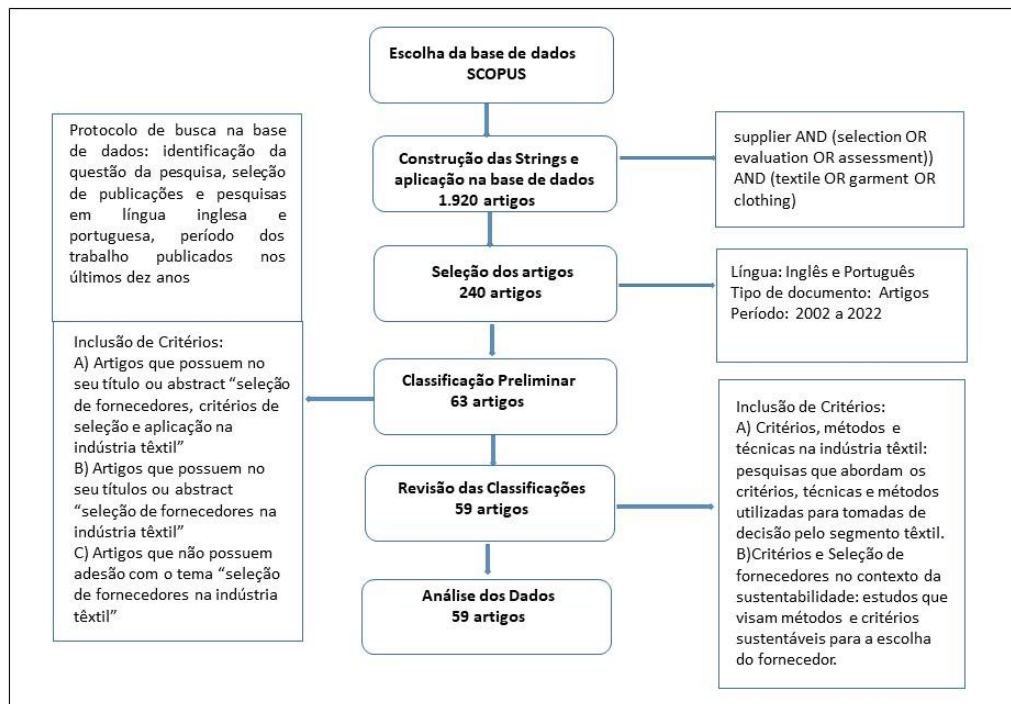 Escolha da base de dados
SCOPUS
Protocolo de busca na base
de dados: identificação da
questão da pesquisa, seleção
de publicações e pesquisas
em língua inglesa e
portuguesa, período dos
trabalho publicados nos
últimos dez anos
Construção das Strings e
aplicação na base de dados
1.920 artigos
supplier AND (selection OR
evaluation OR assessment))
AND (textile OR garment OR
clothing)
Seleção dos artigos
240 artigos
Língua: Inglês e Português
Tipo de documento: Artigos
Período: 2002 a 2022
Inclusão de Critérios:
A) Artigos que possuem no
seu título ou abstract “seleção
de fornecedores, critérios de
seleção e aplicação na
indústria têxtil”
B) Artigos que possuem no
seu títulos ou abstract
“seleção de fornecedores na
indústria têxtil”
C) Artigos que não possuem
adesão com o tema “seleção
de fornecedores na indústria
têxtil”
Classificação Preliminar
63 artigos
Revisão das Classificações
59 artigos
Inclusão de Critérios:
A) Critérios, métodos e
técnicas na indústria têxtil:
pesquisas que abordam os
critérios, técnicas e métodos
utilizadas para tomadas de
decisão pelo segmento têxtil.
B)Critérios e Seleção de
fornecedores no contexto da
sustentabilidade: estudos que
visam métodos e critérios
sustentáveis para a escolha
do fornecedor.
Análise dos Dados
59 artigos